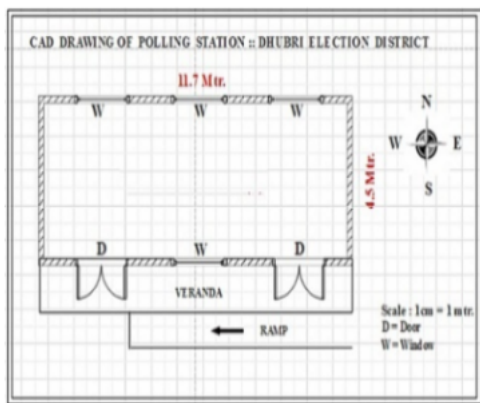 CAD DRAWING OF POLLING STATION :: DHUBRI ELECTION DISTRICT
11.7 Mtr.
W W W
N
W E
S
4.5 Mtr.
D W D
VERANDA
RAMP
Scale : 1cm = 1 mtr.
D = Door
W = Window